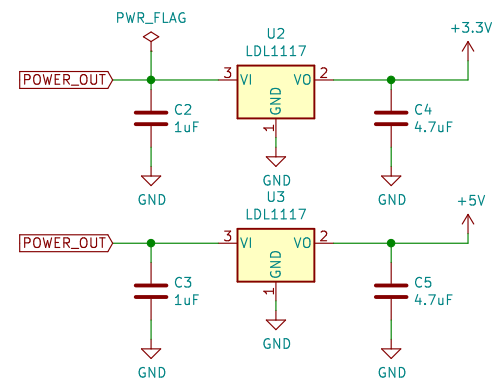 PWR_FLAG
U2
LDL1117
+3.3V
POWER_OUT
3 VI VO 2
GND
1
C2
1uF
C4
4.7uF
GND
GND
GND
U3
LDL1117
+5V
POWER_OUT
3 VI VO 2
GND
1
C3
1uF
C5
4.7uF
GND
GND
GND